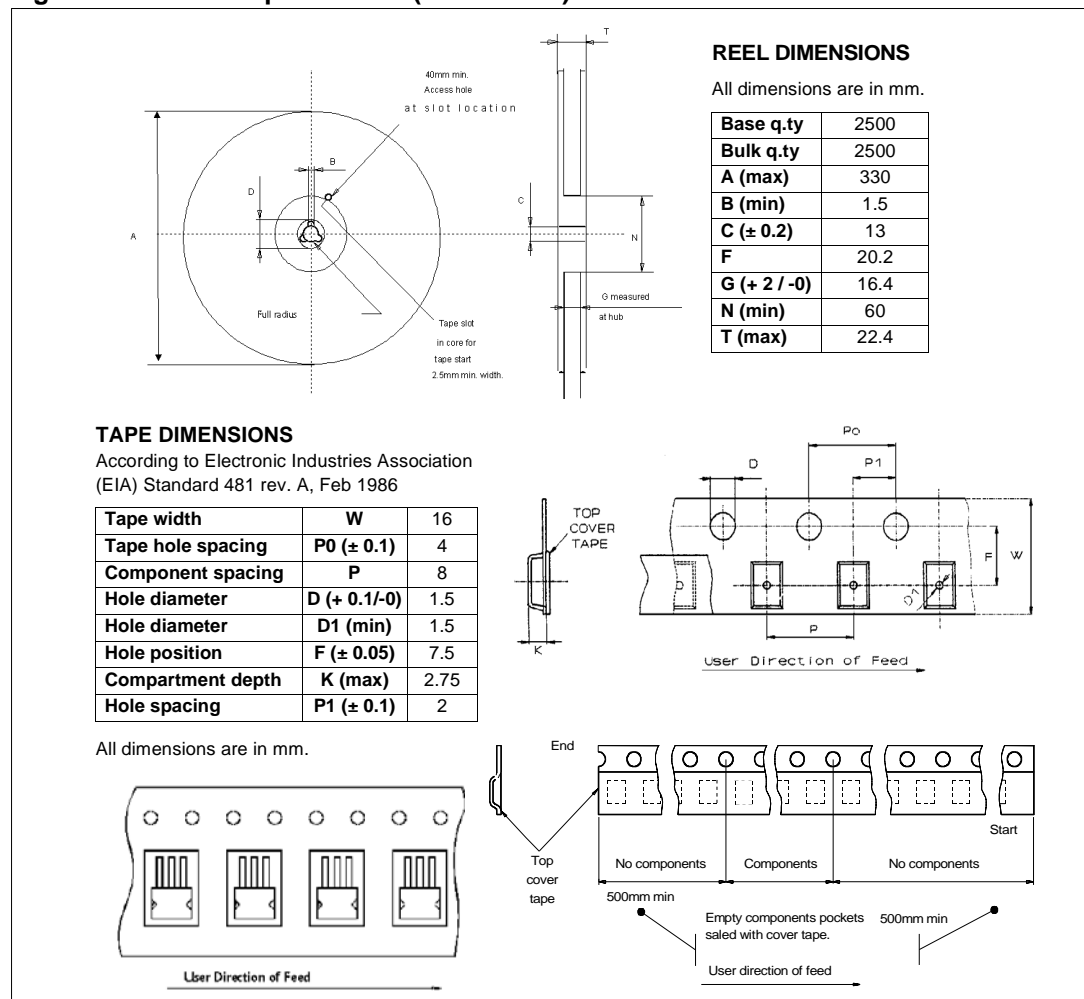 REEL DIMENSIONS
All dimensions are in mm.
Base q.ty 2500
Bulk q.ty 2500
A (max) 330
B (min) 1.5
C (± 0.2) 13
F 20.2
G (+ 2 / -0) 16.4
N (min) 60
T (max) 22.4
T
40mm min.
Access hole
at slot location
B
D
A
C
N
Full radius
Tape slot
in core for
tape start
2.5mm min. width.
G measured
at hub
TAPE DIMENSIONS
According to Electronic Industries Association
(EIA) Standard 481 rev. A, Feb 1986
Tape width W 16
Tape hole spacing P0 (± 0.1) 4
Component spacing P 8
Hole diameter D (+ 0.1/-0) 1.5
Hole diameter D1 (min) 1.5
Hole position F (± 0.05) 7.5
Compartment depth K (max) 2.75
Hole spacing P1 (± 0.1) 2
All dimensions are in mm.
TOP
COVER
TAPE
K
Po
D
P1
F
W
D1
P
User Direction of Feed
User Direction of Feed
End
Start
Top
cover
tape
No components
Components
No components
500mm min
Empty components pockets
saled with cover tape.
500mm min
User direction of feed